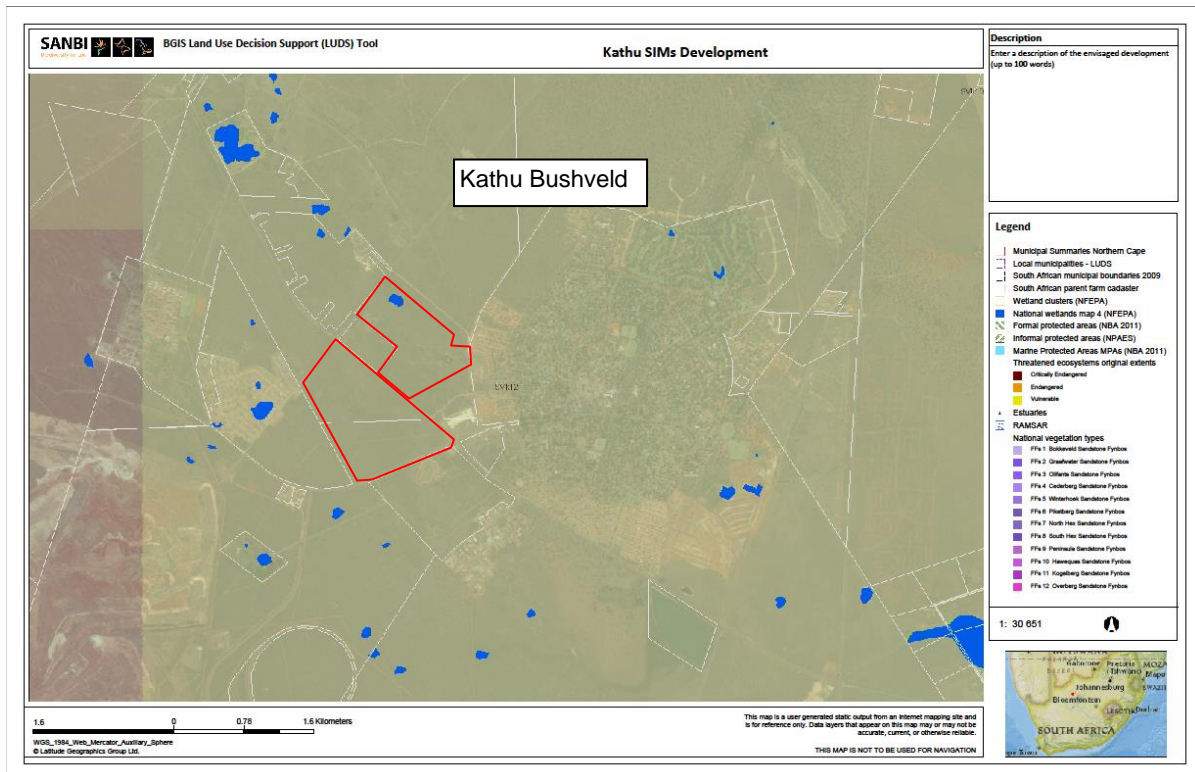 SANBI
BGIS Land Use Decision Support (LUDS) Tool
Kathu SIMs Development
Kathu Bushveld
SVk12
Description
Enter a description of the envisaged development
(up to 100 words)
Legend
Municipal Summaries Northern Cape
Local municipalities - LUDS
South African municipal boundaries 2009
South African parent farm cadaster
Wetland clusters (NFEPA)
National wetlands map 4 (NFEPA)
Formal protected areas (NBA 2011)
Informal protected areas (NPAES)
Marine Protected Areas MPAs (NBA 2011)
Threatened ecosystems original extents
Critically Endangered
Endangered
Vulnerable
Estuaries
RAMSAR
National vegetation types
FFs 1 Bokkeveld Sandstone Fynbos
FFs 2 Graafwater Sandstone Fynbos
FFs 3 Olifants Sandstone Fynbos
FFs 4 Cederberg Sandstone Fynbos
FFs 5 Winterhoek Sandstone Fynbos
FFs 6 Piketberg Sandstone Fynbos
FFs 7 North Hex Sandstone Fynbos
FFs 8 South Hex Sandstone Fynbos
FFs 9 Peninsula Sandstone Fynbos
FFs 10 Hawequas Sandstone Fynbos
FFs 11 Kogelberg Sandstone Fynbos
FFs 12 Overberg Sandstone Fynbos
1: 30 651
Gaborone
Pretoria
(Tshwane)
MOZA
Maputo
Johannesburg
SWAZIL
Bloemfontein
LESOTHO
Durban
SOUTH AFRICA
1.6
0
0.78
1.6 Kilometers
WGS_1984_Web_Mercator_Auxiliary_Sphere
© Latitude Geographics Group Ltd.
This map is a user generated static output from an Internet mapping site and
is for reference only. Data layers that appear on this map may or may not be
accurate, current, or otherwise reliable.
THIS MAP IS NOT TO BE USED FOR NAVIGATION